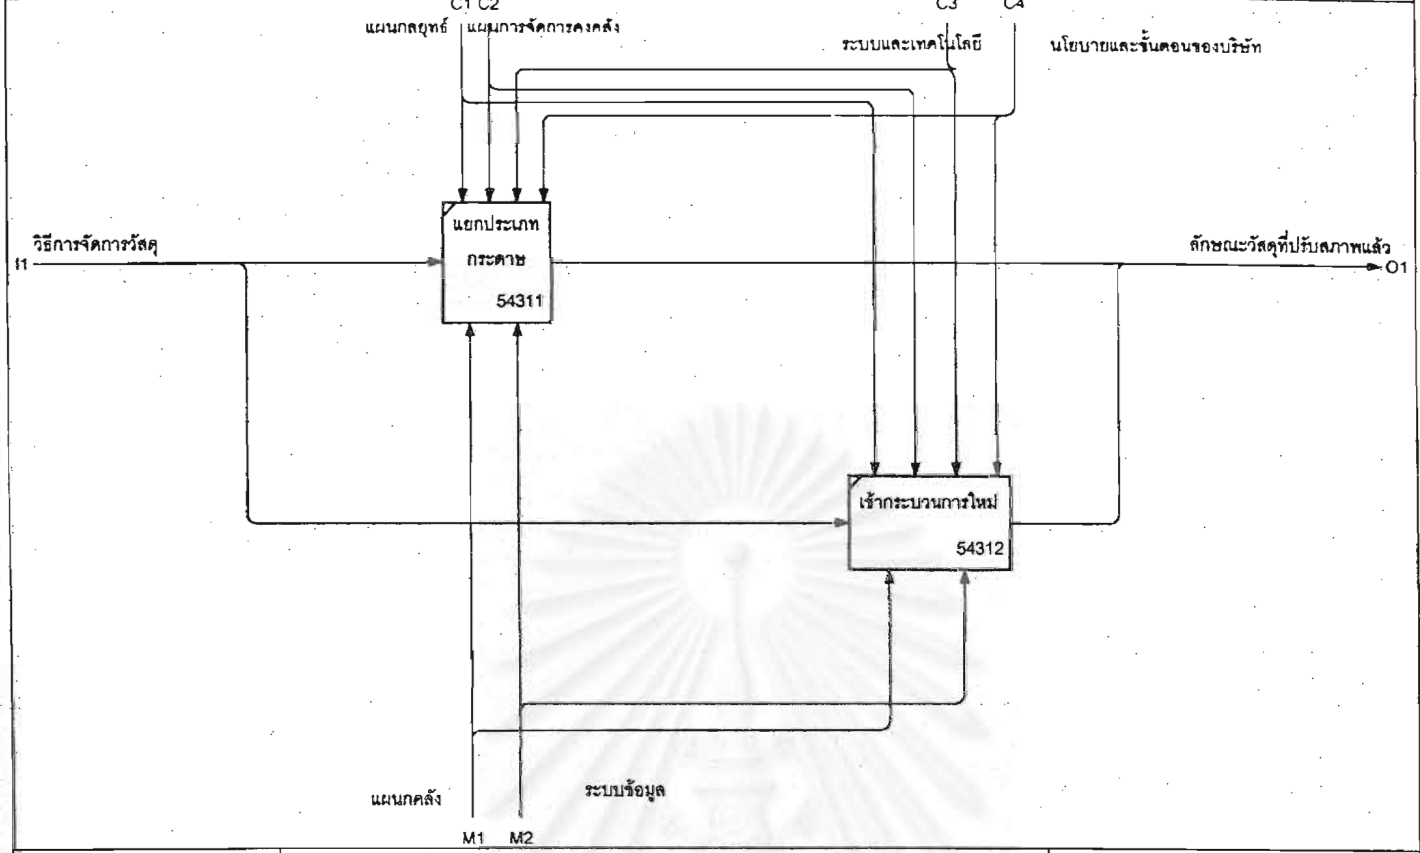 C1 C2
C3 C4
แผนกลยุทธ์ แผนการจัดการคงคลัง
ระบบและเทคโนโลยี
นโยบายและขั้นตอนของบริษัท
แยกประเภท
กระดาษ
54311
วิธีการจัดการวัสดุ
I1
ลักษณะวัสดุที่ปรับสภาพแล้ว
O1
เข้ากระบวนการใหม่
54312
แผนกคลัง
ระบบข้อมูล
M1 M2